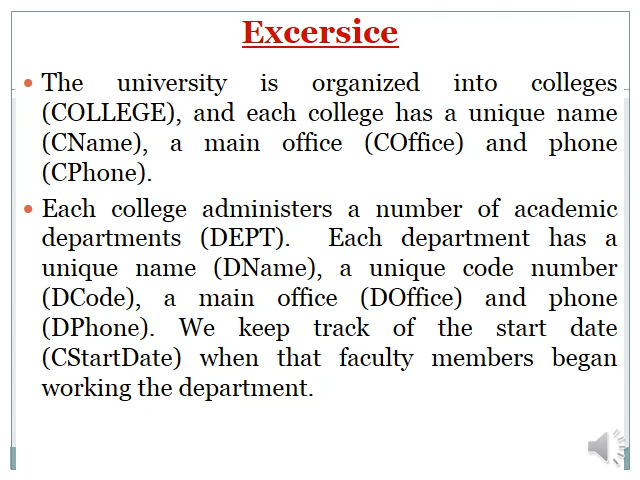 Excersice
The university is organized into colleges
(COLLEGE), and each college has a unique name
(CName), a main office (COffice) and phone
(CPhone).
Each college administers a number of academic
departments (DEPT). Each department has a
unique name (DName), a unique code number
(DCode), a main office (DOffice) and phone
(DPhone). We keep track of the start date
(CStartDate) when that faculty members began
working the department.